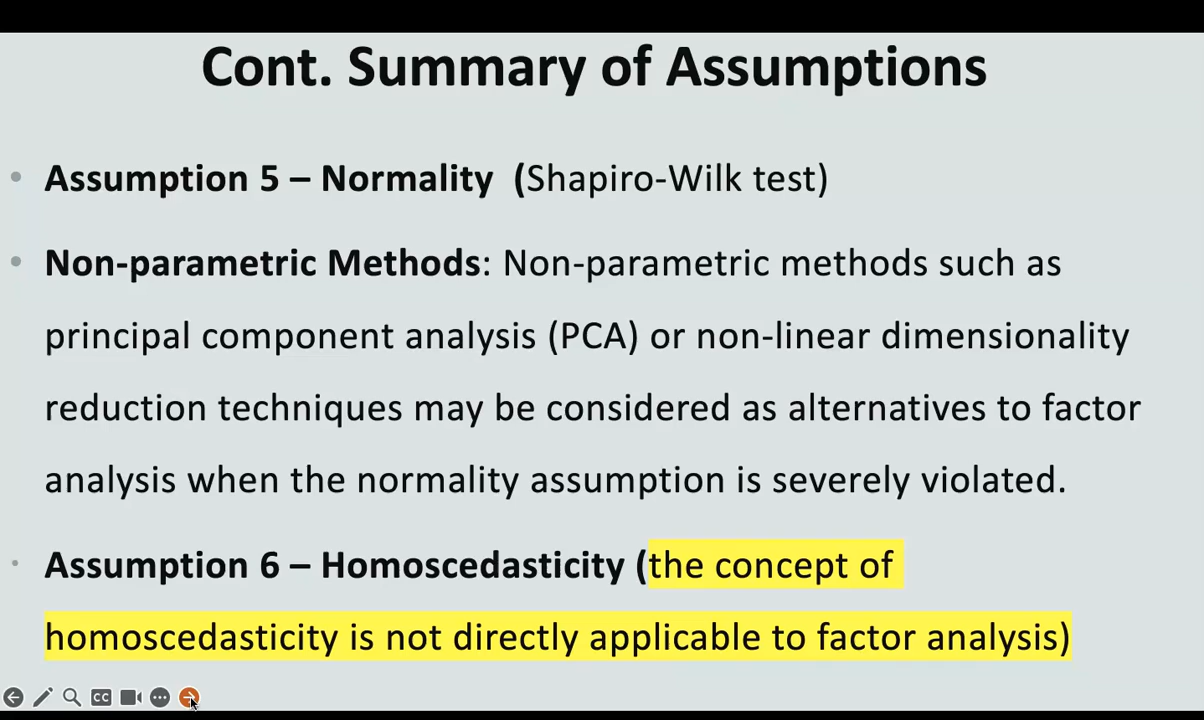 Cont. Summary of Assumptions
• Assumption 5 – Normality (Shapiro-Wilk test)
• Non-parametric Methods: Non-parametric methods such as
principal component analysis (PCA) or non-linear dimensionality
reduction techniques may be considered as alternatives to factor
analysis when the normality assumption is severely violated.
• Assumption 6 – Homoscedasticity (the concept of
homoscedasticity is not directly applicable to factor analysis)
CC